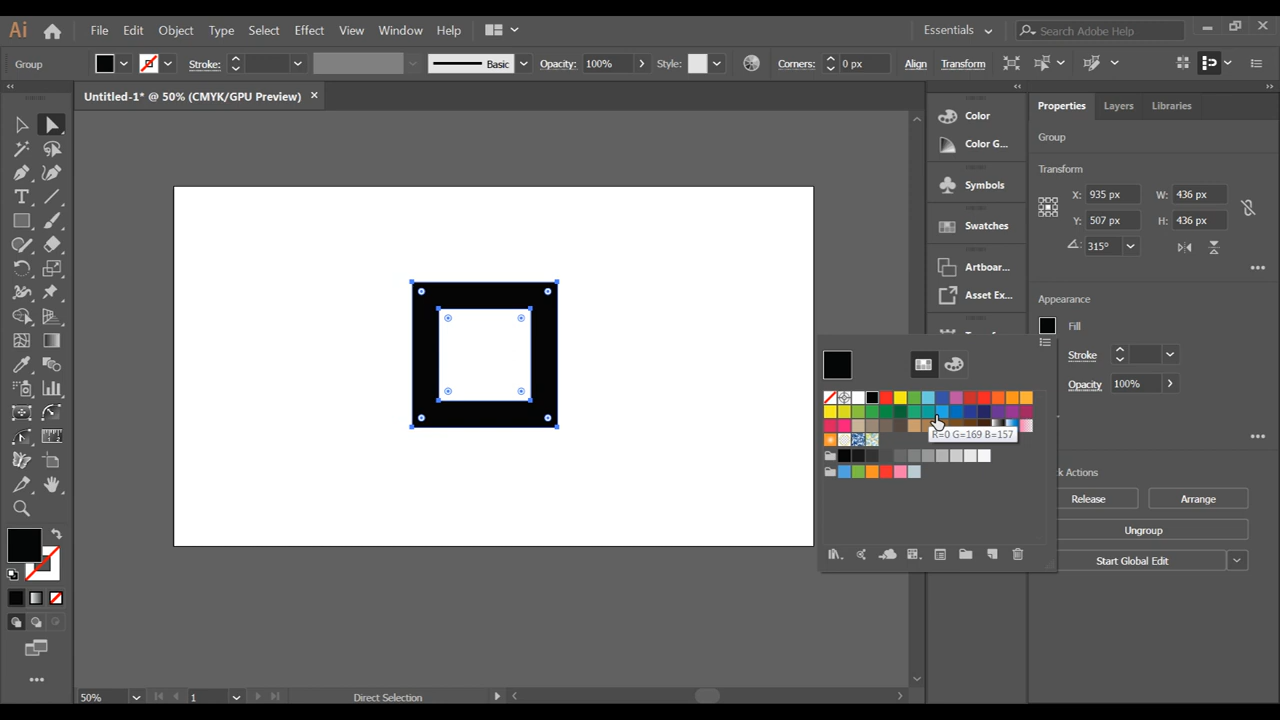 Ai File Edit Object Type Select Effect View Window Help Essentials Search Adobe Help
Group Stroke: Basic Opacity: 100% Style: Corners: 0 px Align Transform
Untitled-1* @ 50% (CMYK/GPU Preview)
Color
Color G...
Symbols
Swatches
Artboar...
Asset Ex...
Properties Layers Libraries
Group
Transform
X: 935 px W: 436 px
Y: 507 px H: 436 px
315°
Appearance
Fill
Stroke
Opacity 100%
R=0 G=169 B=157
k Actions
Release Arrange
Ungroup
Start Global Edit
50% 1 Direct Selection